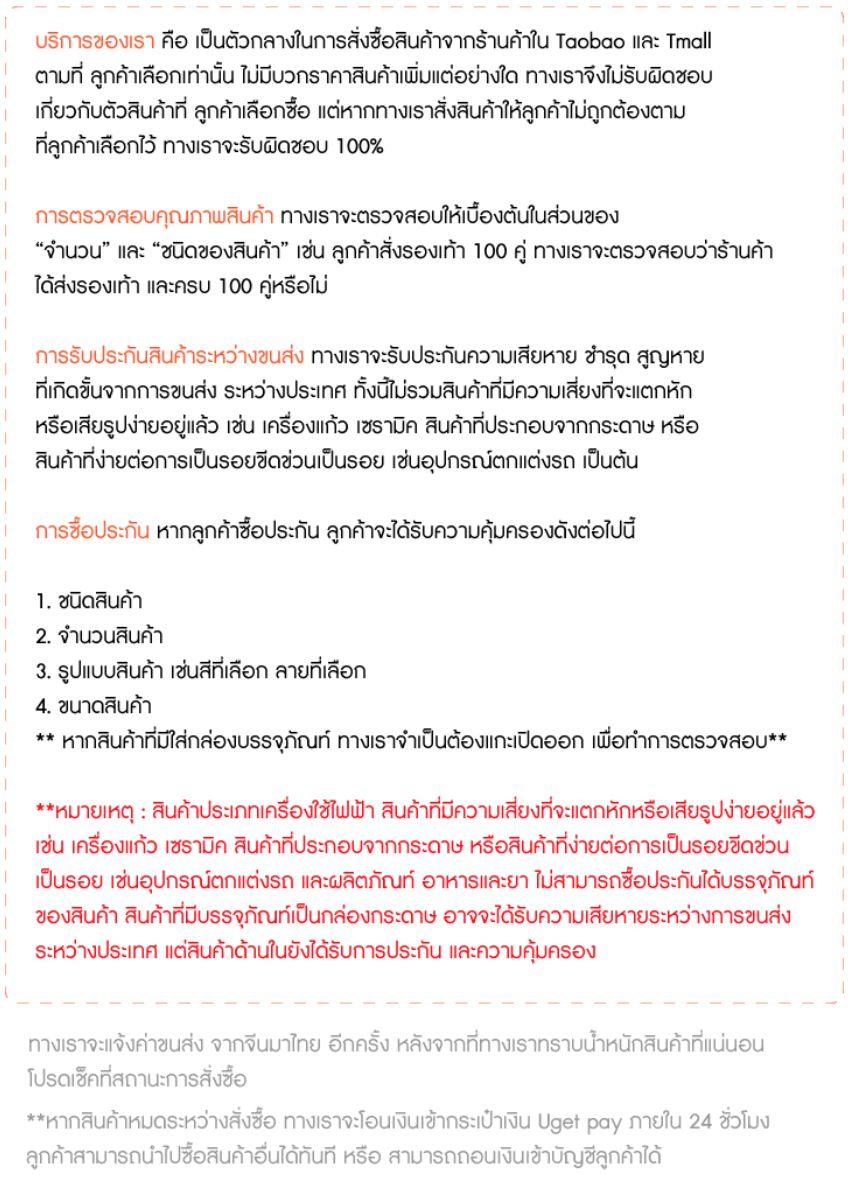 บริการของเรา คือ เป็นตัวกลางในการสั่งซื้อสินค้าจากร้านค้าใน Taobao และ Tmall
ตามที่ ลูกค้าเลือกเท่านั้น ไม่มีบวกราคาสินค้าเพิ่มแต่อย่างใด ทางเราจึงไม่รับผิดชอบ
เกี่ยวกับตัวสินค้าที่ ลูกค้าเลือกซื้อ แต่หากทางเราสั่งสินค้าให้ลูกค้าไม่ถูกต้องตาม
ที่ลูกค้าเลือกไว้ ทางเราจะรับผิดชอบ 100%
การตรวจสอบคุณภาพสินค้า ทางเราจะตรวจสอบให้เบื้องต้นในส่วนของ
“จำนวน” และ “ชนิดของสินค้า” เช่น ลูกค้าสั่งรองเท้า 100 คู่ ทางเราจะตรวจสอบว่าร้านค้า
ได้ส่งรองเท้า และครบ 100 คู่หรือไม่
การรับประกันสินค้าระหว่างขนส่ง ทางเราจะรับประกันความเสียหาย ชำรุด สูญหาย
ที่เกิดขั้นจากการขนส่ง ระหว่างประเทศ ทั้งนี้ไม่รวมสินค้าที่มีความเสี่ยงที่จะแตกหัก
หรือเสียรูปง่ายอยู่แล้ว เช่น เครื่องแก้ว เซรามิค สินค้าที่ประกอบจากกระดาษ หรือ
สินค้าที่ง่ายต่อการเป็นรอยขีดข่วนเป็นรอย เช่นอุปกรณ์ตกแต่งรถ เป็นต้น
การซื้อประกัน หากลูกค้าซื้อประกัน ลูกค้าจะได้รับความคุ้มครองดังต่อไปนี้
1. ชนิดสินค้า
2. จำนวนสินค้า
3. รูปแบบสินค้า เช่นสีที่เลือก ลายที่เลือก
4. ขนาดสินค้า
** หากสินค้าที่มีใส่กล่องบรรจุภัณฑ์ ทางเราจำเป็นต้องแกะเปิดออก เพื่อทำการตรวจสอบ**
**หมายเหตุ : สินค้าประเภทเครื่องใช้ไฟฟ้า สินค้าที่มีความเสี่ยงที่จะแตกหักหรือเสียรูปง่ายอยู่แล้ว
เช่น เครื่องแก้ว เซรามิค สินค้าที่ประกอบจากกระดาษ หรือสินค้าที่ง่ายต่อการเป็นรอยขีดข่วน
เป็นรอย เช่นอุปกรณ์ตกแต่งรถ และผลิตภัณฑ์ อาหารและยา ไม่สามารถซื้อประกันได้บรรจุภัณฑ์
ของสินค้า สินค้าที่มีบรรจุภัณฑ์เป็นกล่องกระดาษ อาจจะได้รับความเสียหายระหว่างการขนส่ง
ระหว่างประเทศ แต่สินค้าด้านในยังได้รับการประกัน และความคุ้มครอง
ทางเราจะแจ้งค่าขนส่ง จากจีนมาไทย อีกครั้ง หลังจากที่ทางเราทราบน้ำหนักสินค้าที่แน่นอน
โปรดเช็คที่สถานะการสั่งซื้อ
**หากสินค้าหมดระหว่างสั่งซื้อ ทางเราจะโอนเงินเข้ากระเป๋าเงิน Uget pay ภายใน 24 ชั่วโมง
ลูกค้าสามารถนำไปซื้อสินค้าอื่นได้ทันที หรือ สามารถถอนเงินเข้าบัญชีลูกค้าได้